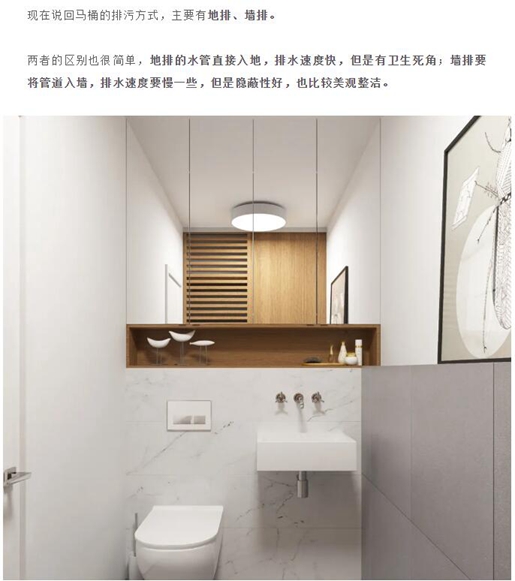 现在说回马桶的排污方式，主要有地排、墙排。
两者的区别也很简单，地排的水管直接入地，排水速度快，但是有卫生死角；墙排要
将管道入墙，排水速度要慢一些，但是隐蔽性好，也比较美观整洁。